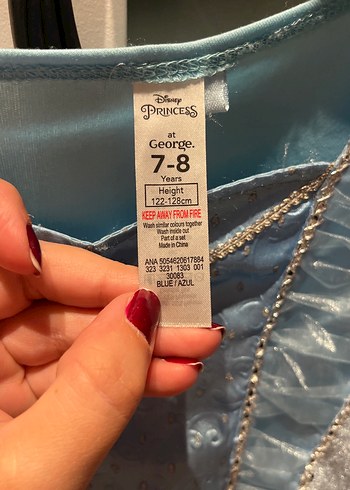 Disney
PRINCESS
at
George.
7-8
Years
Height
122-128cm
KEEP AWAY FROM FIRE
Wash similar colours together
Wash inside out
Part of a set
Made in China
ANA 5054620617884
323 3231 1303 001
30083
BLUE / AZUL